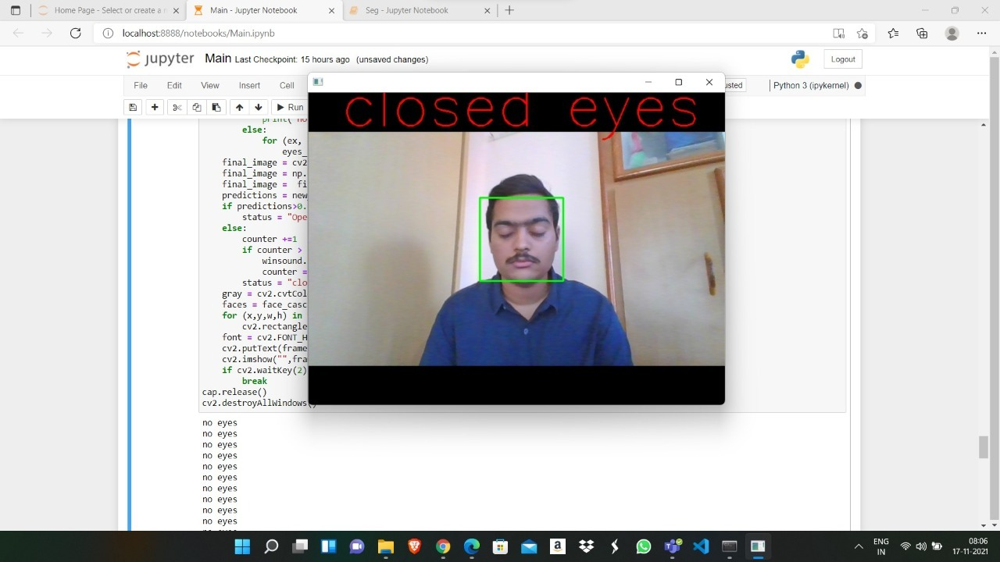 Home Page - Select or create a n
Main - Jupyter Notebook
Seg - Jupyter Notebook
localhost:8888/notebooks/Main.ipynb
jupyter Main Last Checkpoint: 15 hours ago (unsaved changes)
Logout
File Edit View Insert Cell
usted
Python 3 (ipykernel)
Run
closed eyes
print("no
else:
for (ex,
eyes_
final_image = cv2
final_image = np.
final_image = fi
predictions = new
if predictions>0.
status = "Ope
else:
counter +=1
if counter >
winsound.
counter =
status = "clo
gray = cv2.cvtCol
faces = face_casc
for (x,y,w,h) in
cv2.rectangle
font = cv2.FONT_H
cv2.putText(frame
cv2.imshow("",fra
if cv2.waitKey(2)
break
cap.release()
cv2.destroyAllWindows()
no eyes
no eyes
no eyes
no eyes
no eyes
no eyes
no eyes
no eyes
no eyes
no eyes
ENG
IN
08:06
17-11-2021